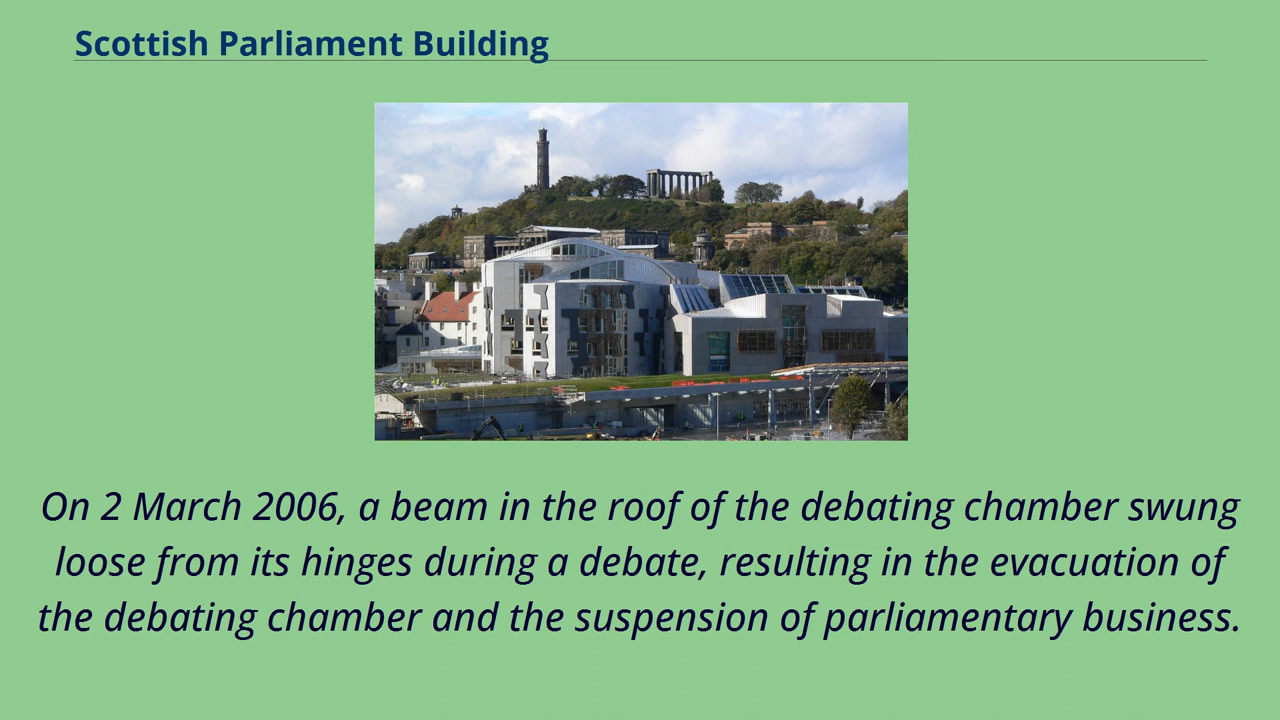 Scottish Parliament Building
On 2 March 2006, a beam in the roof of the debating chamber swung
loose from its hinges during a debate, resulting in the evacuation of
the debating chamber and the suspension of parliamentary business.